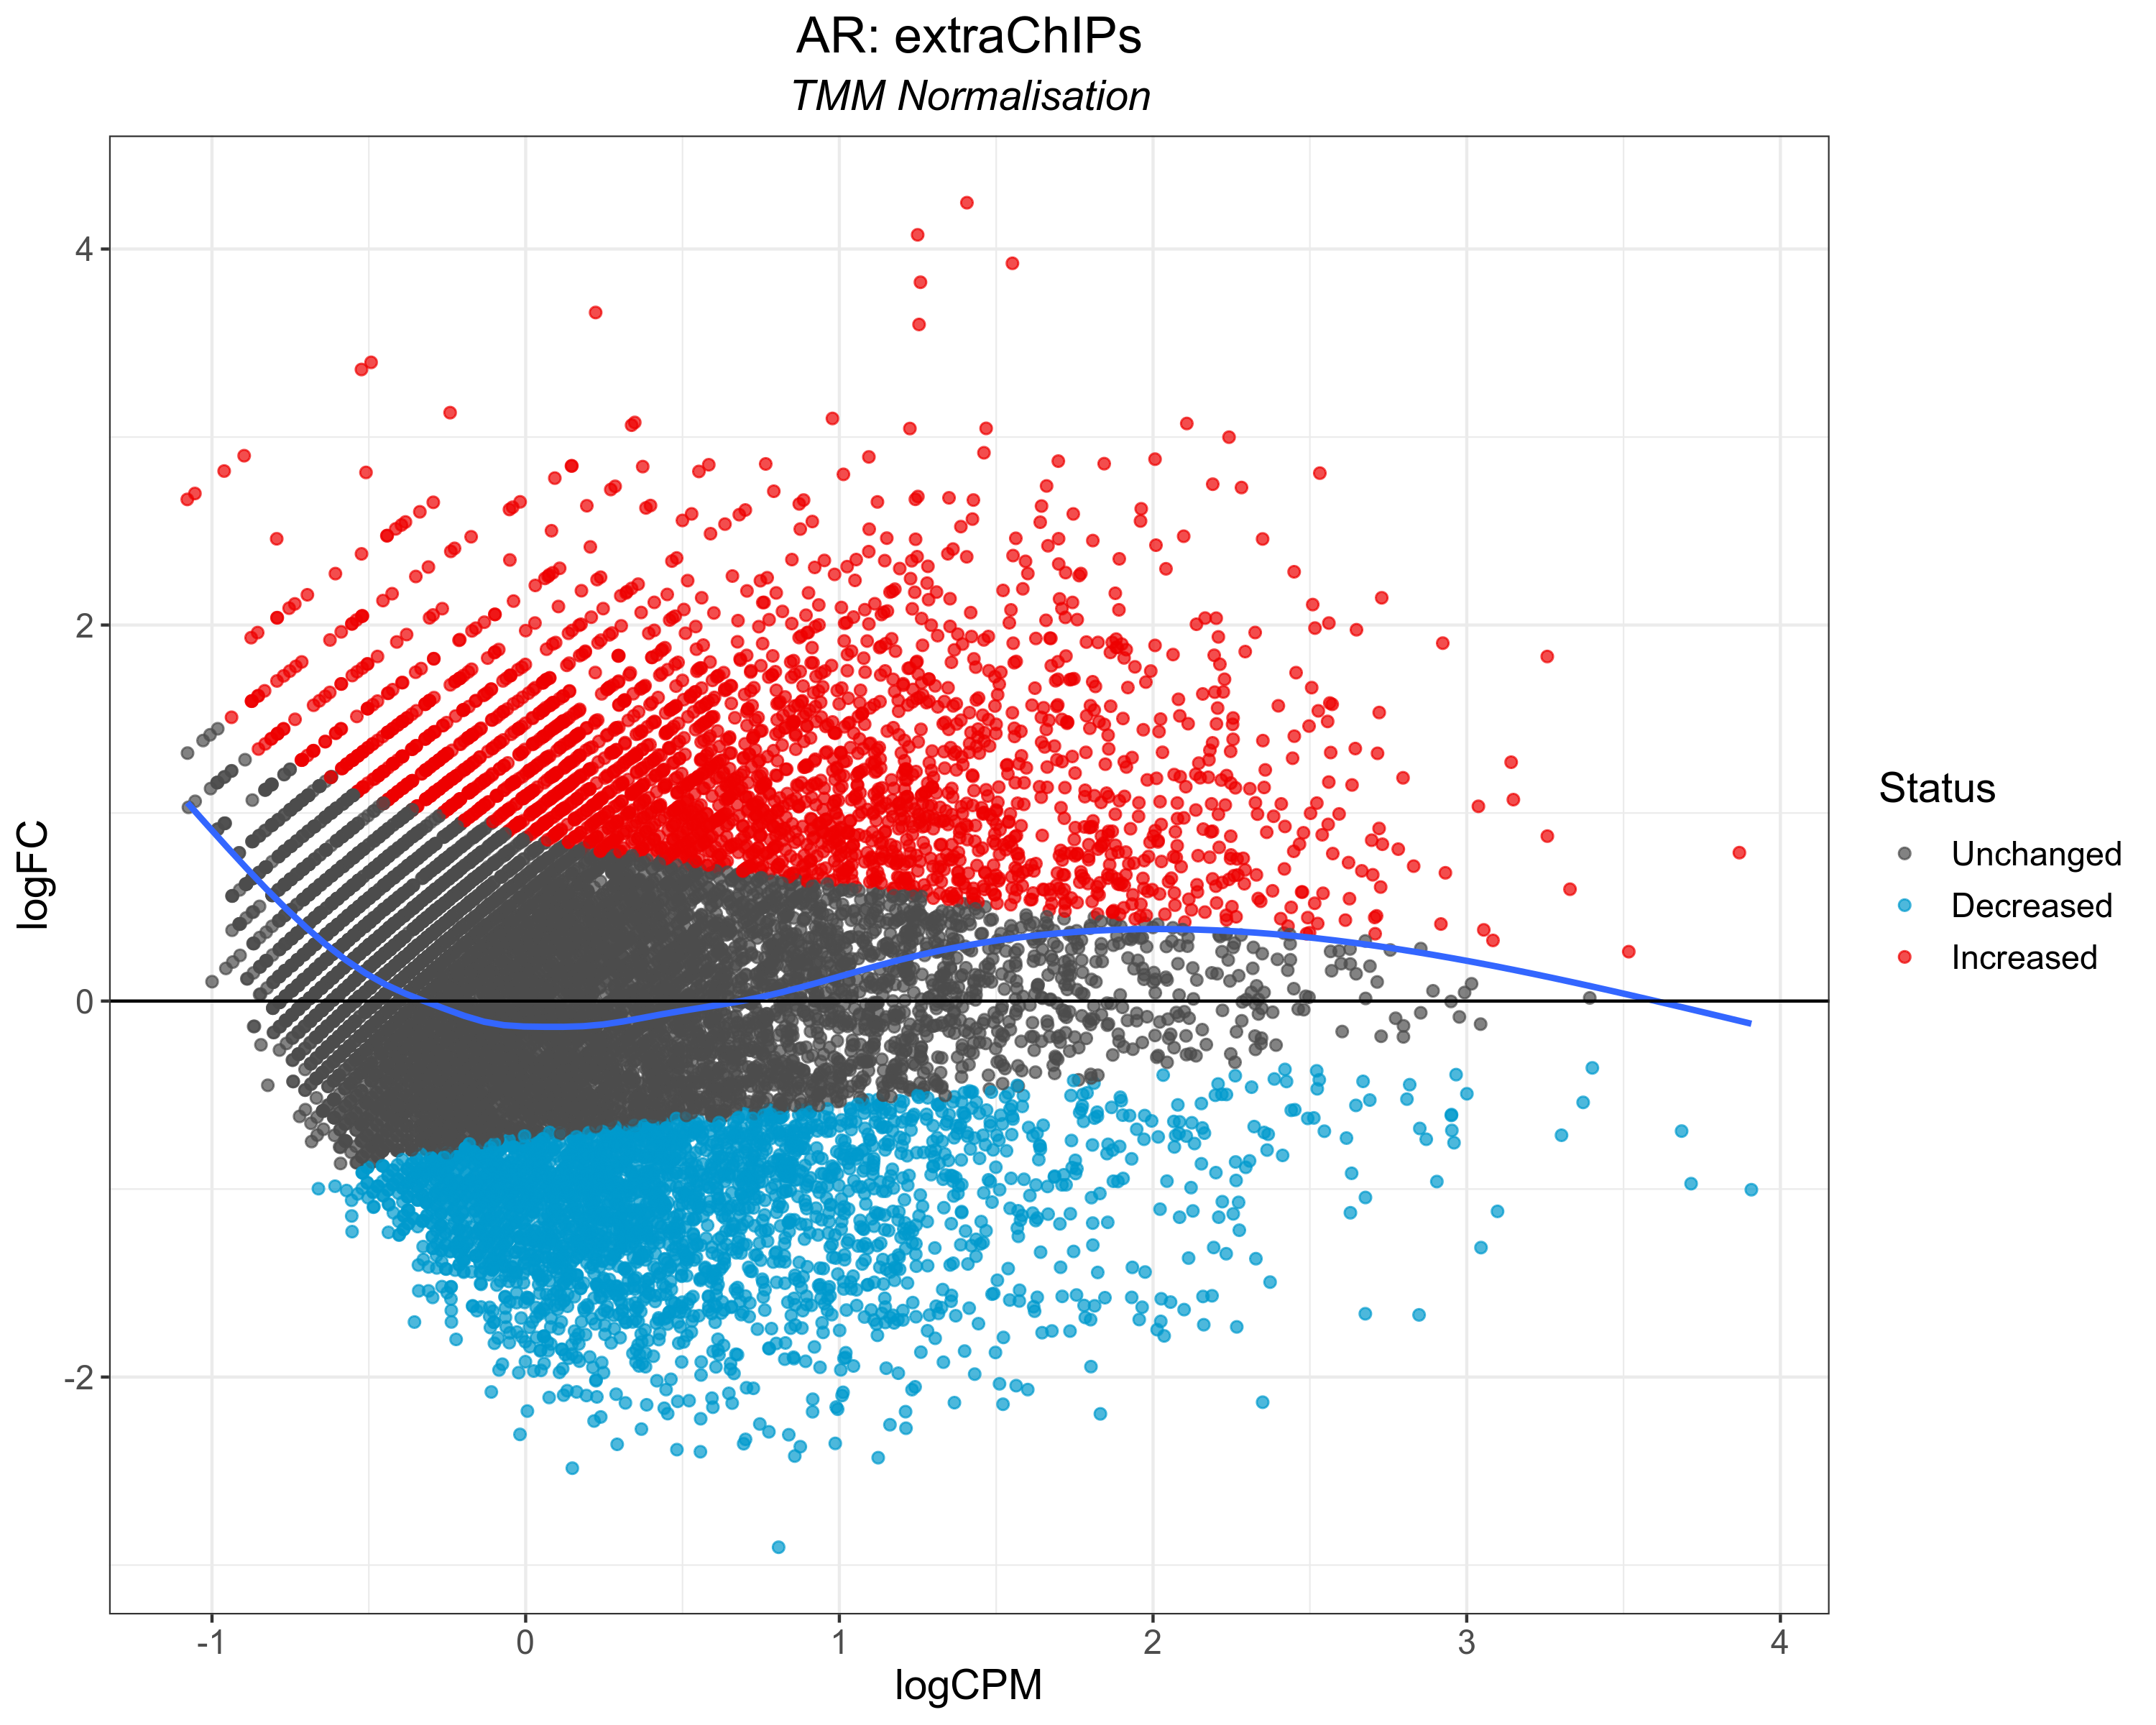 AR: extraChIPs
TMM Normalisation
logFC
4
2
0
-2
-1
0
1
2
3
4
logCPM
Status
Unchanged
Decreased
Increased